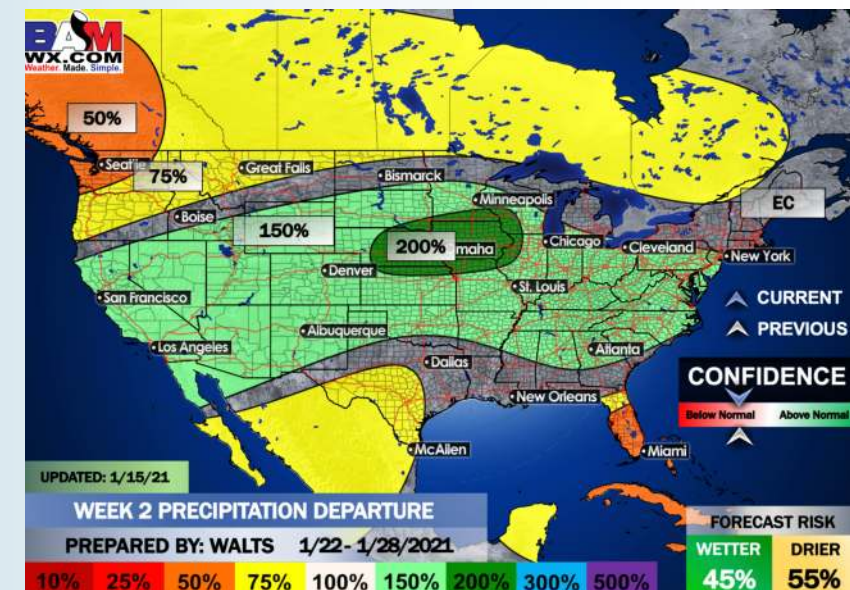 BAM
WX.COM
Weather. Made. Simple.
50%
Seattle
75%
Great Falls
Bismarck
Boise
Minneapolis
EC
150%
200%
maha
Chicago
Cleveland
New York
Denver
St. Louis
San Francisco
CURRENT
PREVIOUS
Albuquerque
Los Angeles
Atlanta
Dallas
CONFIDENCE
New Orleans
Below Normal Above Normal
McAllen
Miami
UPDATED: 1/15/21
WEEK 2 PRECIPITATION DEPARTURE
PREPARED BY: WALTS 1/22 - 1/28/2021
FORECAST RISK
WETTER DRIER
45% 55%
10% 25% 50% 75% 100% 150% 200% 300% 500%